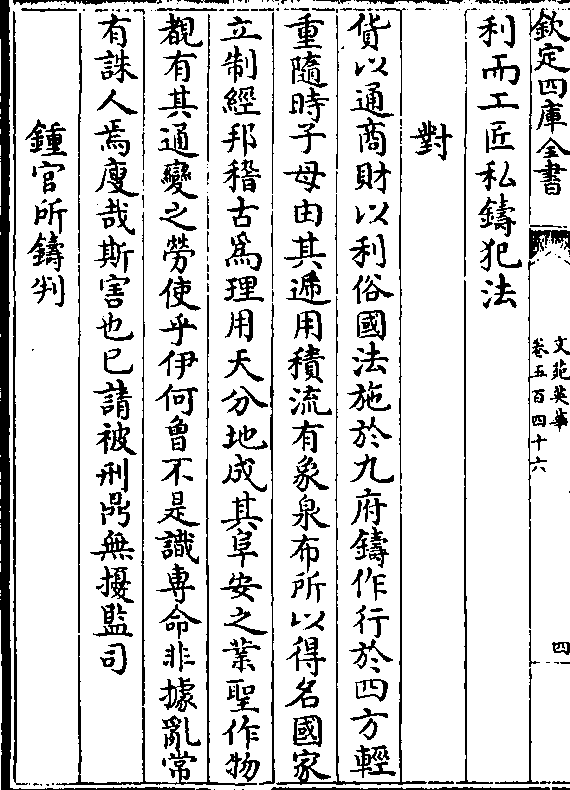 欽定四庫全書
文苑英華
卷五百四十六
四
利而工匠私鑄犯法
對
貨以通商財以利俗國法施於九府鑄作行於四方輕
重隨時子母由其遞用積流有象泉布所以得名國家
立制經邦稽古為理用天分地成其阜安之業聖作物
覩有其通變之勞使乎伊何曾不是識專命非據亂常
有誅人焉廋哉斯害也已請被刑鼎無擾監司
鍾官所鑄判